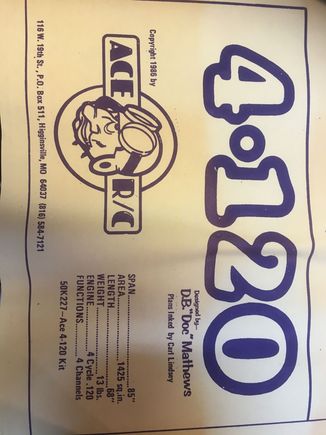 4•120
Designed by—
D.B. "Doc" Mathews
Plans Inked by Carl Lindsey
SPAN..............85"
AREA..............1425 sq.in.
LENGTH..............68"
WEIGHT..............13 lbs.
ENGINE..............4 Cycle .120
FUNCTIONS..............4 Channels
50K227—Ace 4-120 Kit
Copyright 1986 by
ACE R/C
116 W. 19th St., P.O. Box 511, Higginsville, MO 64037 (816) 584-7121